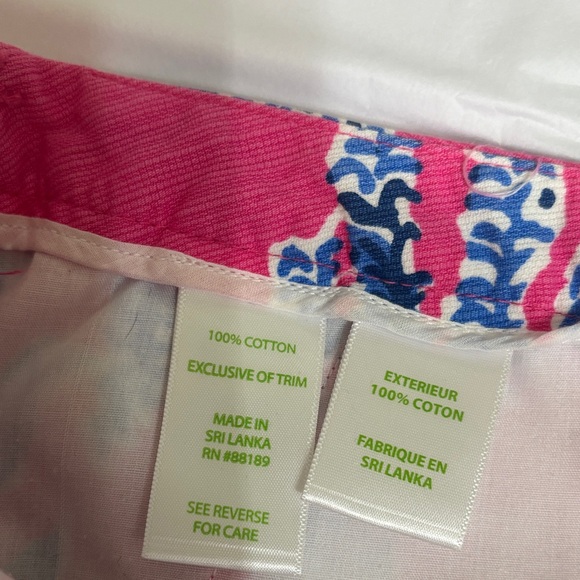 100% COTTON
EXCLUSIVE OF TRIM
MADE IN
SRI LANKA
RN #88189
SEE REVERSE
FOR CARE
EXTERIEUR
100% COTON
FABRIQUE EN
SRI LANKA